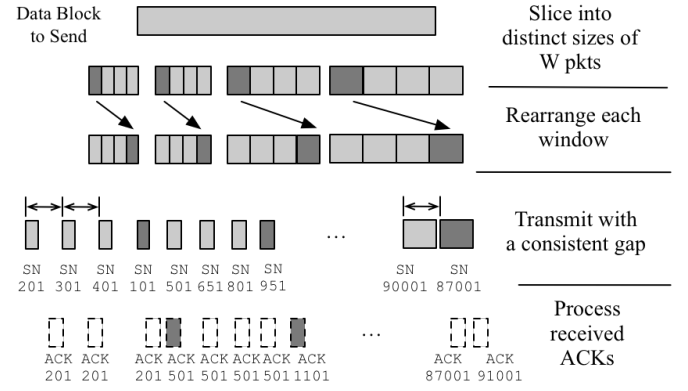 Data Block
to Send
Slice into
distinct sizes of
W pkts
Rearrange each
window
Transmit with
a consistent gap
...
SN SN SN SN SN SN SN SN SN SN
201 301 401 101 501 651 801 951 90001 87001
Process
received
ACKs
...
ACK ACK ACK ACK ACK ACK ACK ACK ACK ACK
201 201 201 501 501 501 501 1101 87001 91001